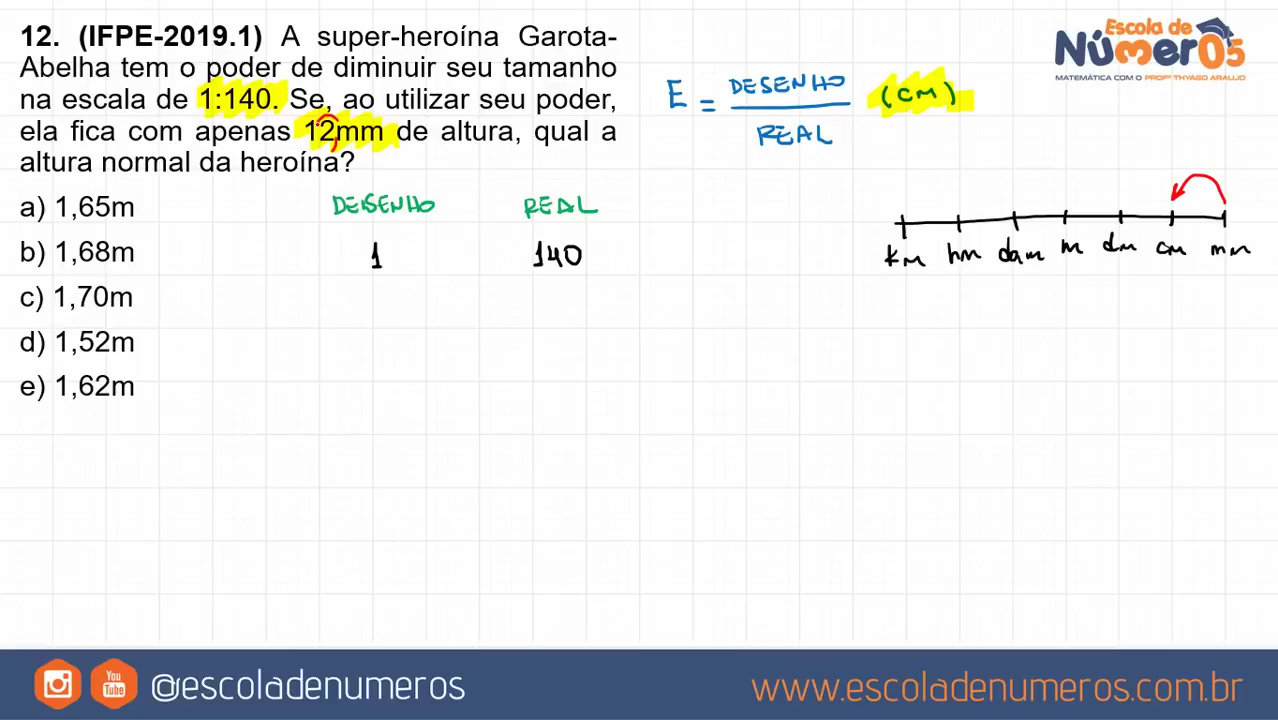 12. (IFPE-2019.1) A super-heroína Garota-
Abelha tem o poder de diminuir seu tamanho
na escala de 1:140. Se, ao utilizar seu poder,
ela fica com apenas 12mm de altura, qual a
altura normal da heroína?
a) 1,65m
b) 1,68m
c) 1,70m
d) 1,52m
e) 1,62m
DESENHO REAL
1 140
E = DESENHO (CM)
REAL
Escola de
NúmerOs
MATEMÁTICA COM O PROFº THYAGO ARAUJO
km hm dam m dm cm mm
You
Tube
@escoladenumeros
www.escoladenumeros.com.br